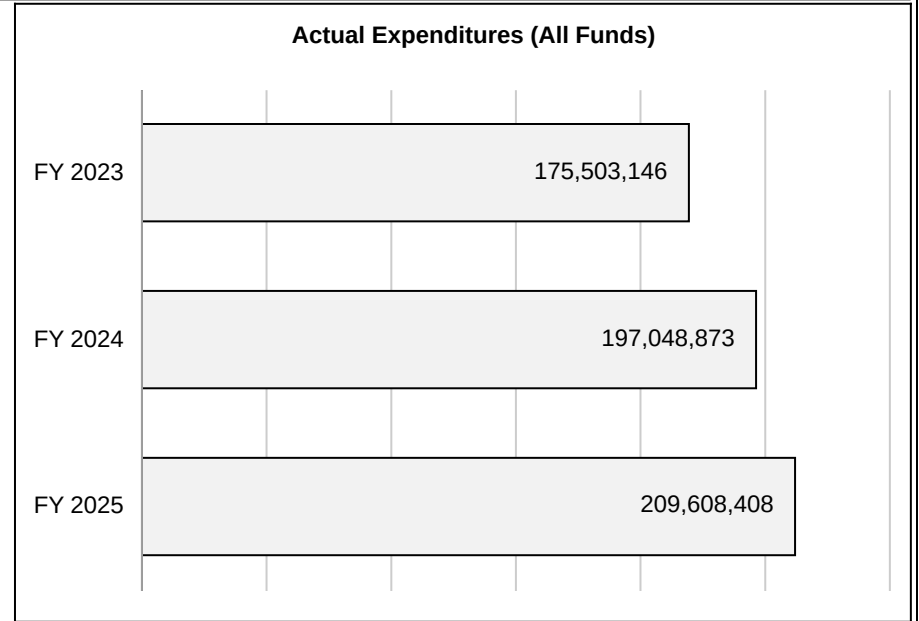 Actual Expenditures (All Funds)
FY 2023 175,503,146
FY 2024 197,048,873
FY 2025 209,608,408